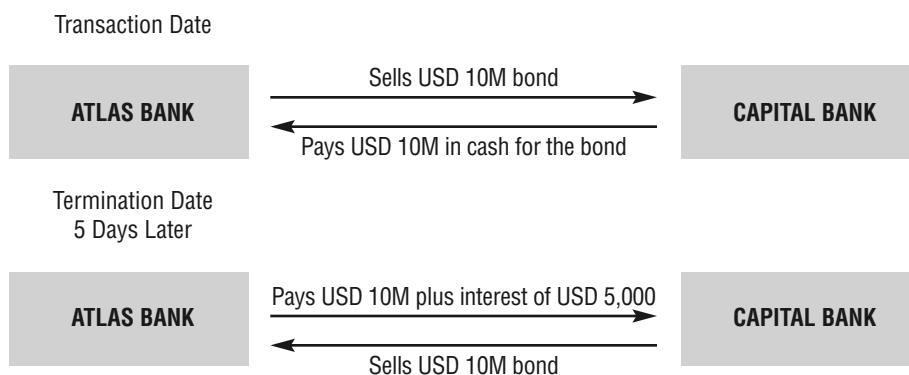 Transaction Date
Sells USD 10M bond
ATLAS BANK
CAPITAL BANK
Pays USD 10M in cash for the bond
Termination Date
5 Days Later
Pays USD 10M plus interest of USD 5,000
ATLAS BANK
CAPITAL BANK
Sells USD 10M bond